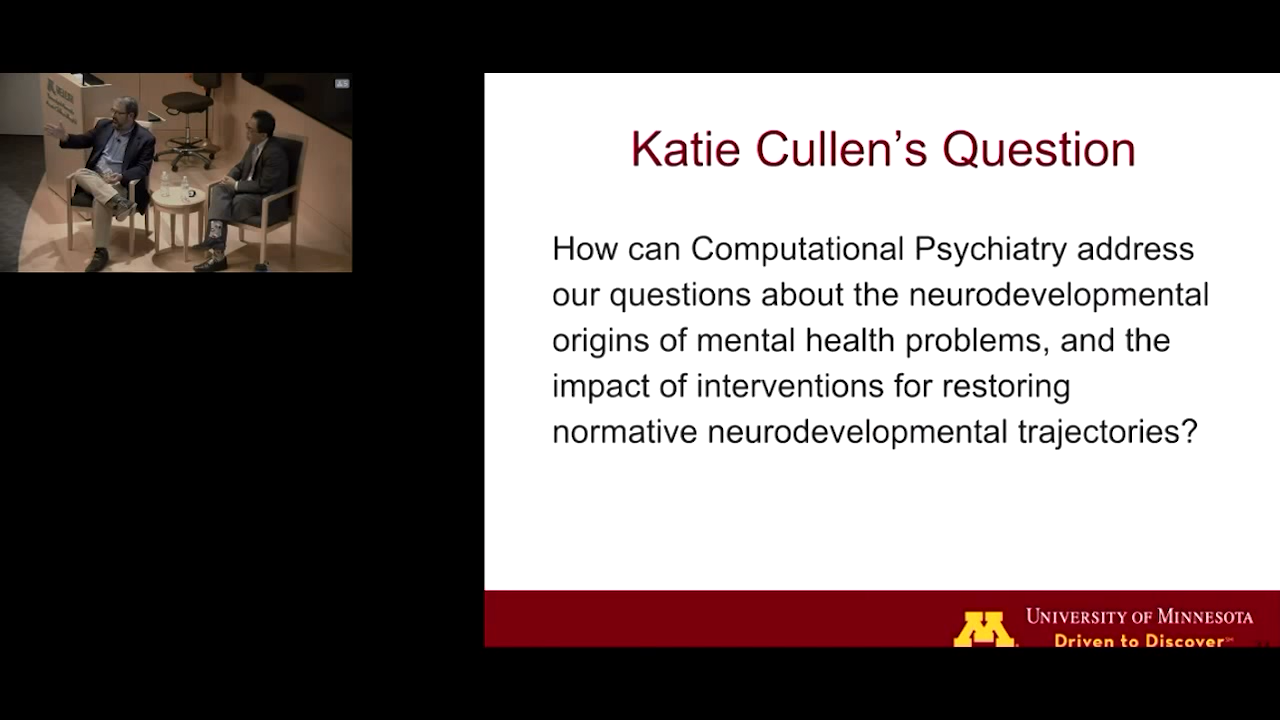 Katie Cullen’s Question
How can Computational Psychiatry address
our questions about the neurodevelopmental
origins of mental health problems, and the
impact of interventions for restoring
normative neurodevelopmental trajectories?
UNIVERSITY OF MINNESOTA
Driven to Discover℠